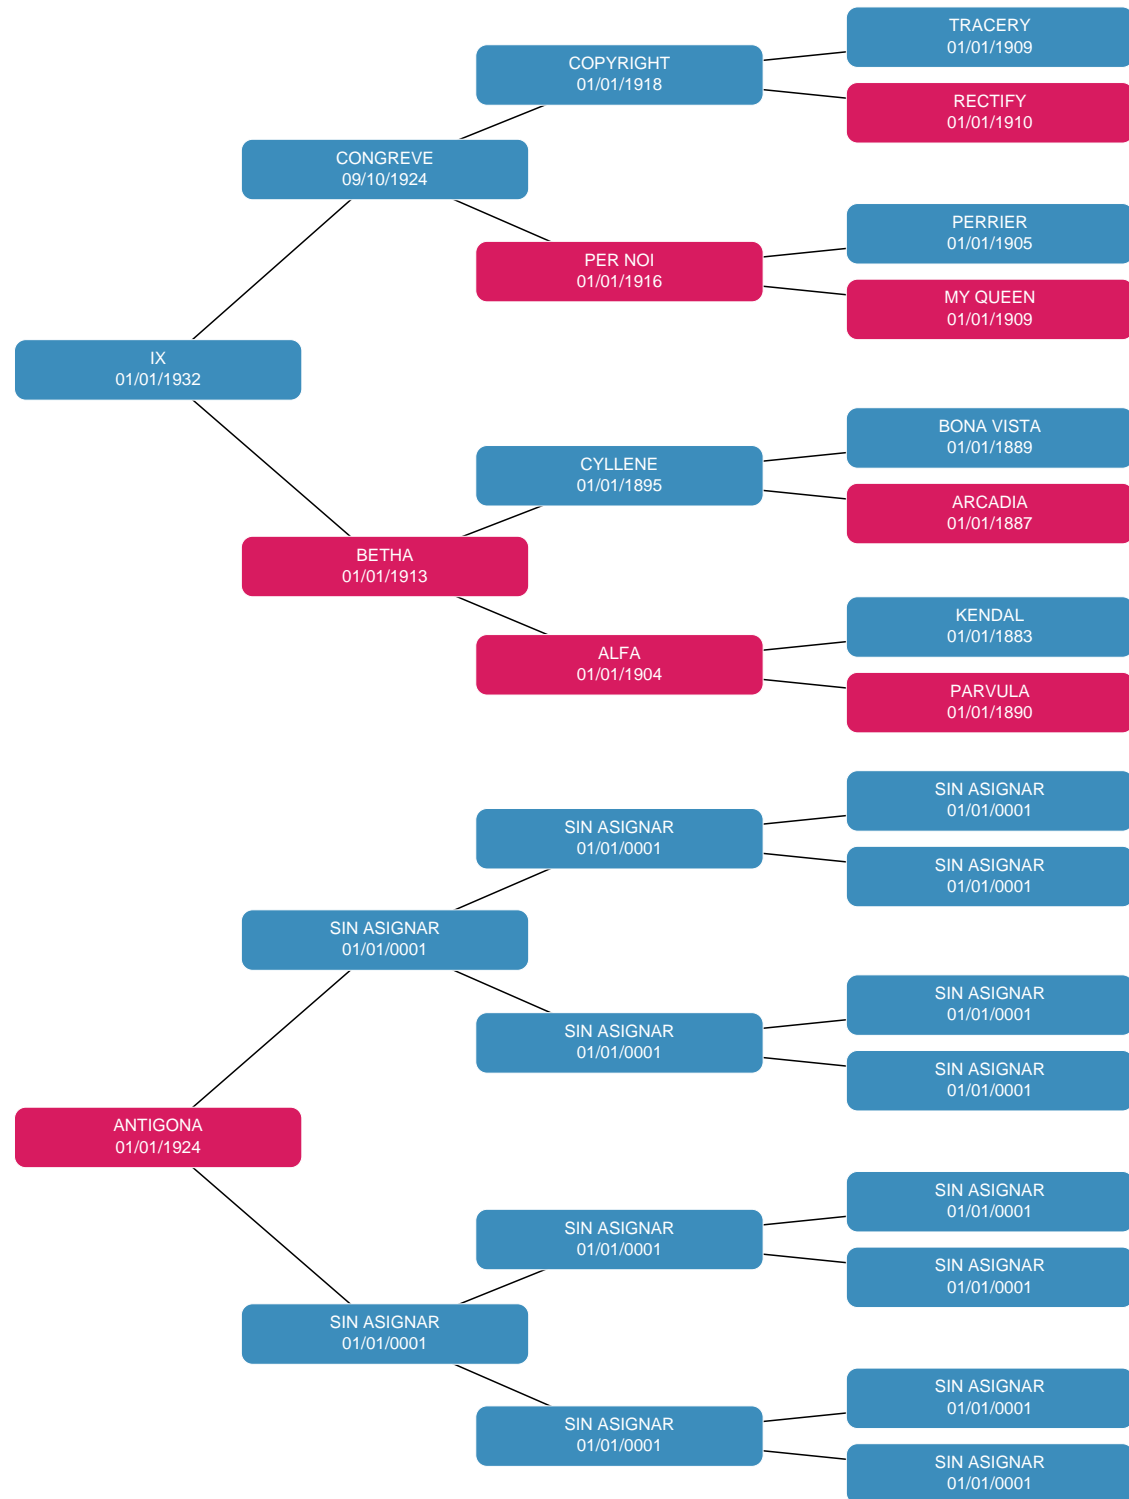 TRACERY
01/01/1909
COPYRIGHT
01/01/1918
RECTIFY
01/01/1910
CONGREVE
09/10/1924
PERRIER
01/01/1905
PER NOI
01/01/1916
MY QUEEN
01/01/1909
IX
01/01/1932
BONA VISTA
01/01/1889
CYLLENE
01/01/1895
ARCADIA
01/01/1887
BETHA
01/01/1913
KENDAL
01/01/1883
ALFA
01/01/1904
PARVULA
01/01/1890
SIN ASIGNAR
01/01/0001
SIN ASIGNAR
01/01/0001
SIN ASIGNAR
01/01/0001
SIN ASIGNAR
01/01/0001
SIN ASIGNAR
01/01/0001
SIN ASIGNAR
01/01/0001
SIN ASIGNAR
01/01/0001
ANTIGONA
01/01/1924
SIN ASIGNAR
01/01/0001
SIN ASIGNAR
01/01/0001
SIN ASIGNAR
01/01/0001
SIN ASIGNAR
01/01/0001
SIN ASIGNAR
01/01/0001
SIN ASIGNAR
01/01/0001
SIN ASIGNAR
01/01/0001